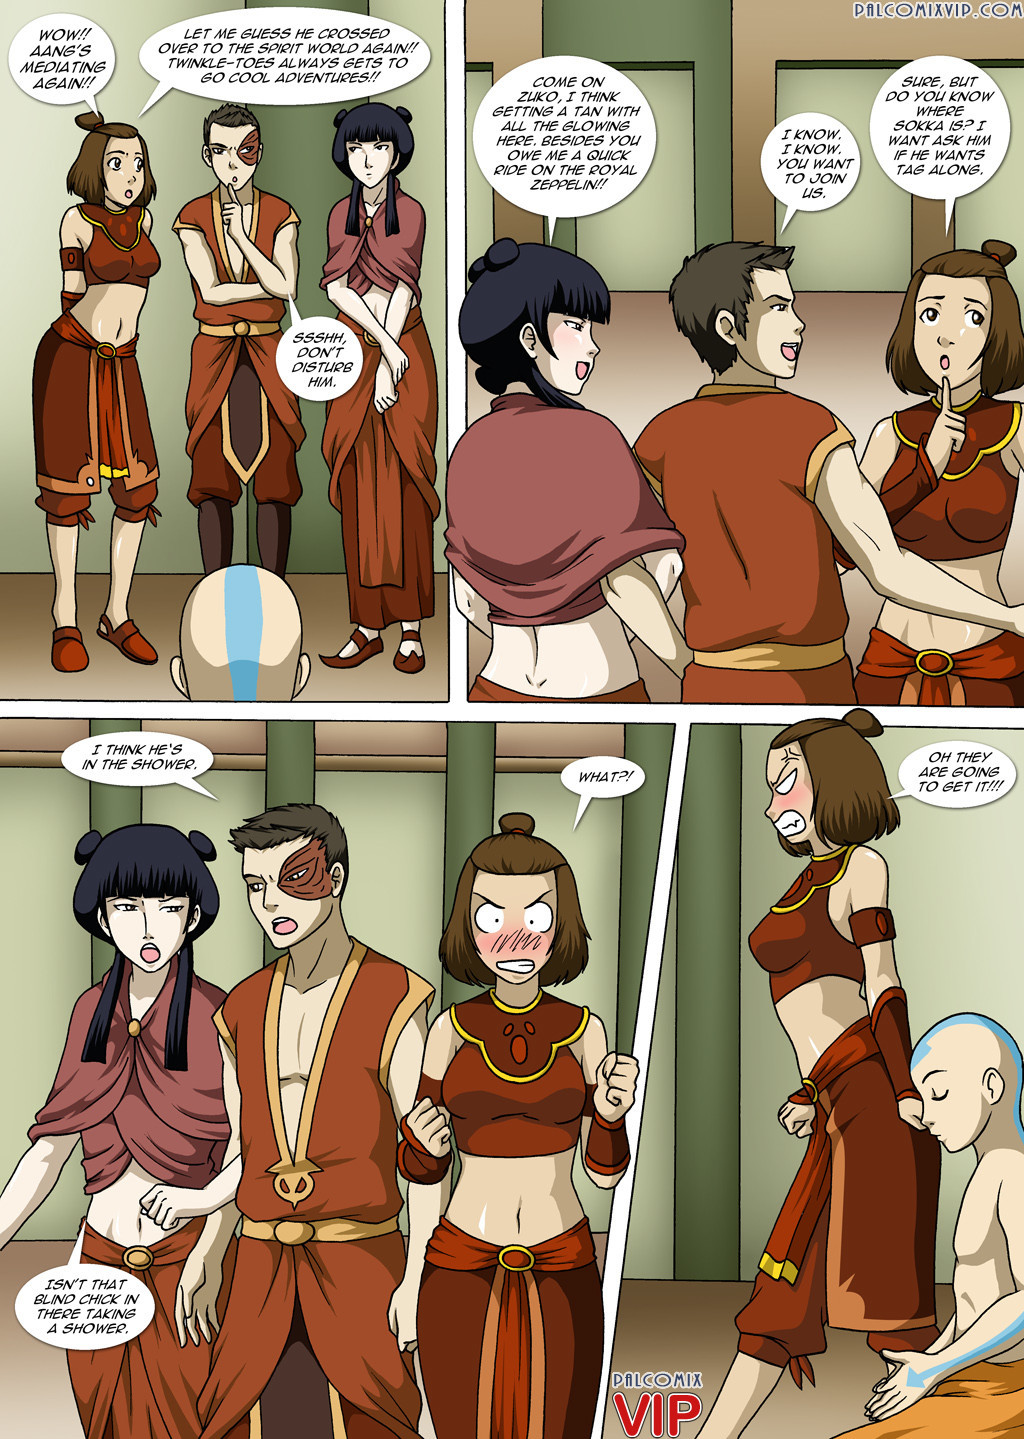 PALCOMIXVIP.COM
WOW!!
AANG'S
MEDIATING
AGAIN!!
LET ME GUESS HE CROSSED
OVER TO THE SPIRIT WORLD AGAIN!!
TWINKLE-TOES ALWAYS GETS TO
GO COOL ADVENTURES!!
SSSHH,
DON'T
DISTURB
HIM.
COME ON
ZUKO, I THINK
GETTING A TAN WITH
ALL THE GLOWING
HERE. BESIDES YOU
OWE ME A QUICK
RIDE ON THE ROYAL
ZEPPELIN!!
I KNOW.
I KNOW.
YOU WANT
TO JOIN
US.
SURE, BUT
DO YOU KNOW
WHERE
SOKKA IS? I
WANT ASK HIM
IF HE WANTS
TAG ALONG.
I THINK HE'S
IN THE SHOWER.
WHAT?!
ISN'T THAT
BLIND CHICK IN
THERE TAKING
A SHOWER.
OH THEY
ARE GOING
TO GET IT!!!
PALCOMIX
VIP